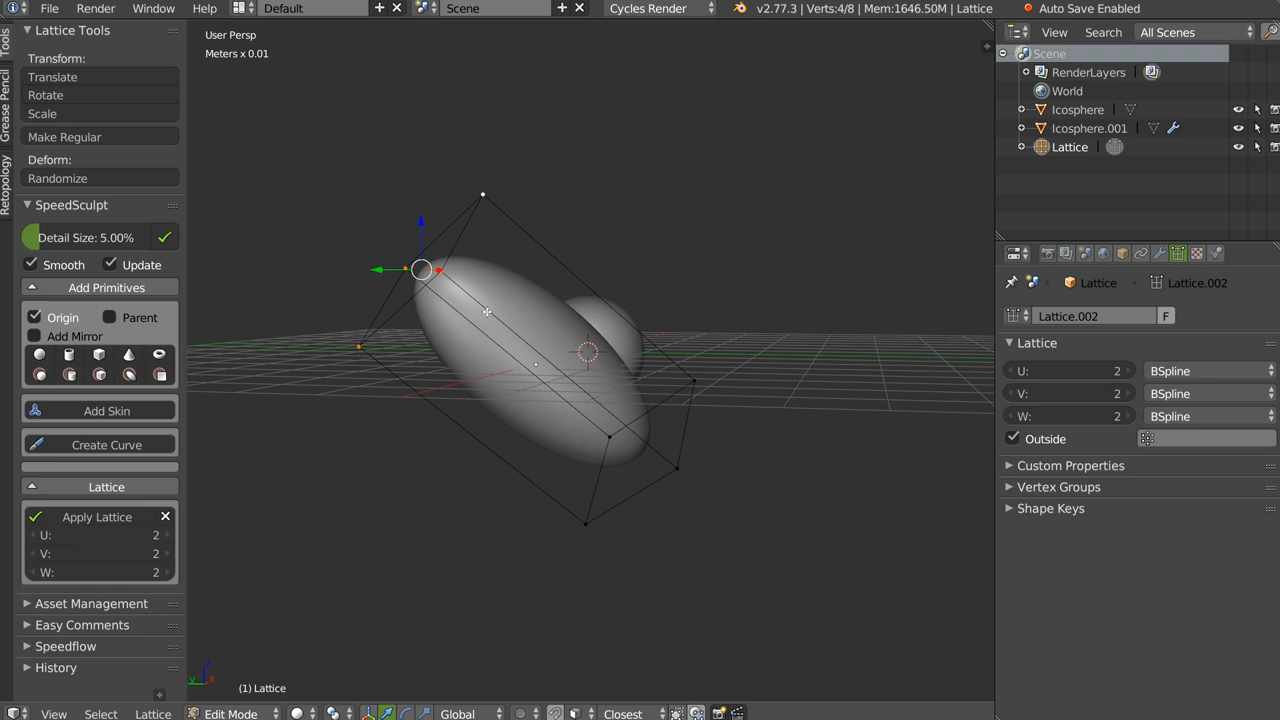 File Render Window Help Default Scene Cycles Render v2.77.3 | Verts:4/8 | Mem:1646.50M | Lattice Auto Save Enabled
Tools
Grease Pencil
Retopology
Lattice Tools
Transform:
Translate
Rotate
Scale
Make Regular
Deform:
Randomize
SpeedSculpt
Detail Size: 5.00%
Smooth Update
Add Primitives
Origin Parent
Add Mirror
Add Skin
Create Curve
Lattice
Apply Lattice
U: 2
V: 2
W: 2
Asset Management
Easy Comments
Speedflow
History
User Persp
Meters x 0.01
(1) Lattice
View Select Lattice Edit Mode Global Closest
View Search All Scenes
Scene
RenderLayers
World
Icosphere
Icosphere.001
Lattice
Lattice Lattice.002
Lattice.002 F
Lattice
U: 2 BSpline
V: 2 BSpline
W: 2 BSpline
Outside
Custom Properties
Vertex Groups
Shape Keys